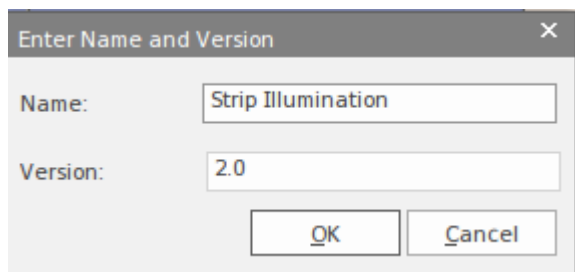 Enter Name and Version
Name: Strip Illumination
Version: 2.0
OK Cancel